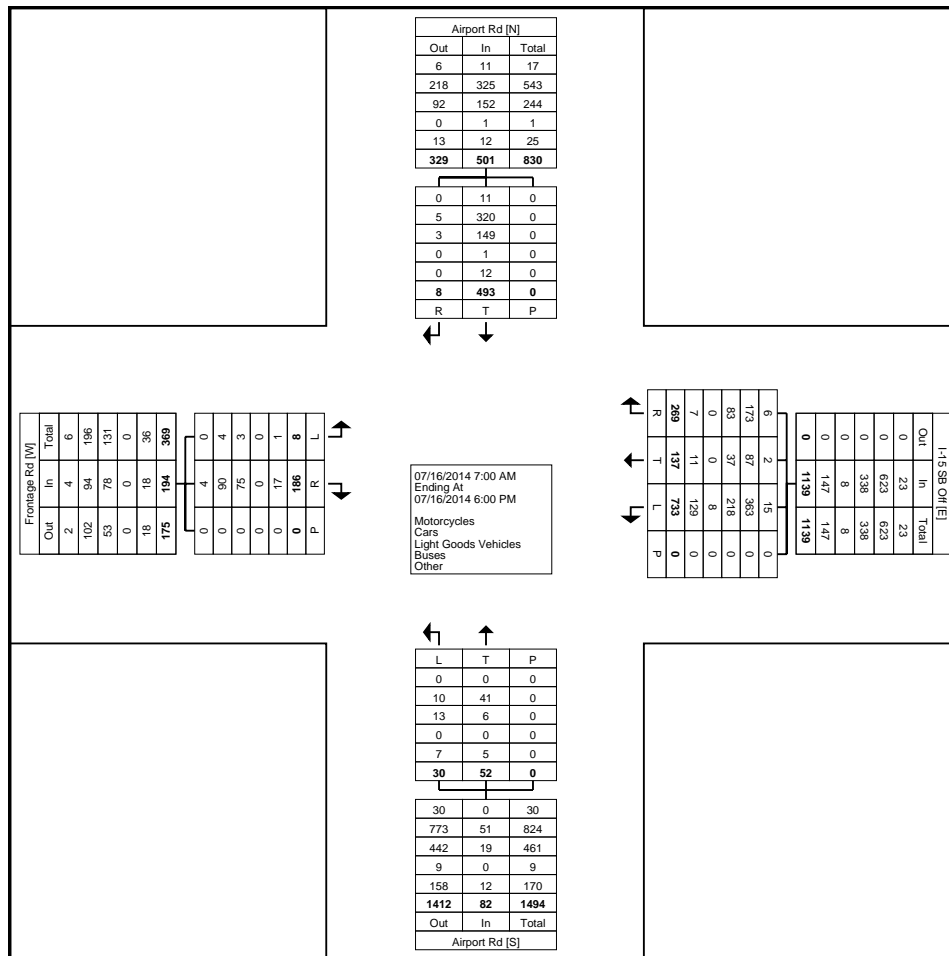 Airport Rd [N]
Out In Total
6 11 17
218 325 543
92 152 244
0 1 1
13 12 25
329 501 830
0 11 0
5 320 0
3 149 0
0 1 0
0 12 0
8 493 0
R T P
Frontage Rd [W]
Total 6 196 131 0 36 369
In 4 94 78 0 18 194
Out 2 102 53 0 18 175
0 4 3 0 1 8 L
4 90 75 0 17 186 R
0 0 0 0 0 0 P
07/16/2014 7:00 AM
Ending At
07/16/2014 6:00 PM
Motorcycles
Cars
Light Goods Vehicles
Buses
Other
R 269 7 0 83 173 6
T 137 11 0 37 87 2
L 733 129 8 218 363 15
P 0 0 0 0 0 0
I-15 SB Off [E]
0 0 0 0 0 0 Out
1139 147 8 338 623 23 In
1139 147 8 338 623 23 Total
L T P
0 0 0
10 41 0
13 6 0
0 0 0
7 5 0
30 52 0
30 0 30
773 51 824
442 19 461
9 0 9
158 12 170
1412 82 1494
Out In Total
Airport Rd [S]